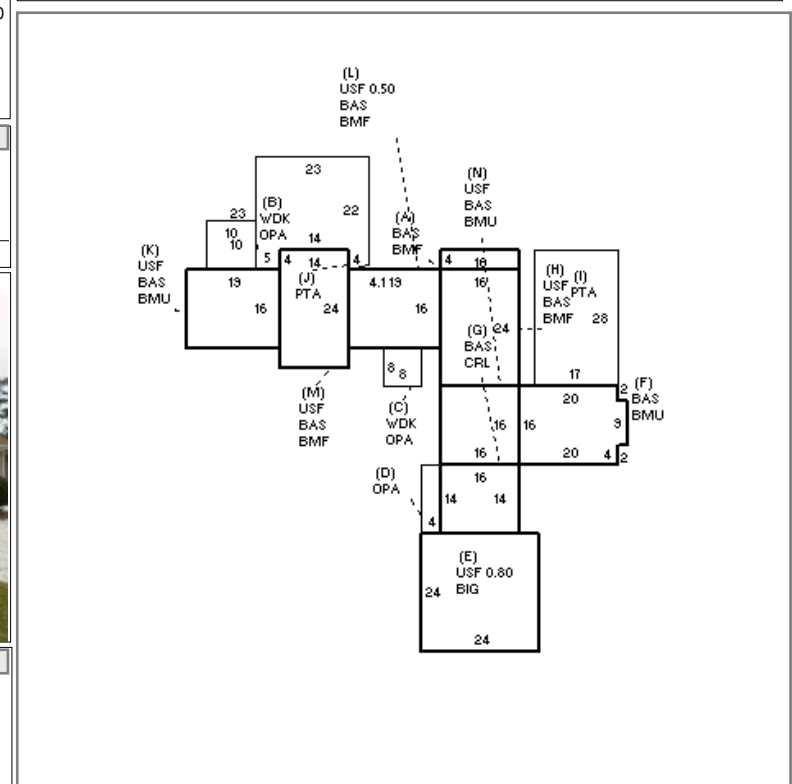 0
(L)
USF 0.50
BAS
BMF
23
(N)
USF
BAS
BMU
(B)
WDK
OPA
23
22
(A)
BAS
BMF
10
10
14
(K)
USF
BAS
BMU
5
4
14
4
4
(H)
USF
BAS
BMF
(I)
PTA
19
(J)
PTA
4.1
19
16
16
24
16
24
28
(G)
BAS
CRL
8
8
17
2
(F)
BAS
BMU
20
(M)
USF
BAS
BMF
(C)
WDK
OPA
16
16
9
16
20
4
2
(D)
OPA
16
14
14
4
(E)
USF 0.80
BIG
24
24